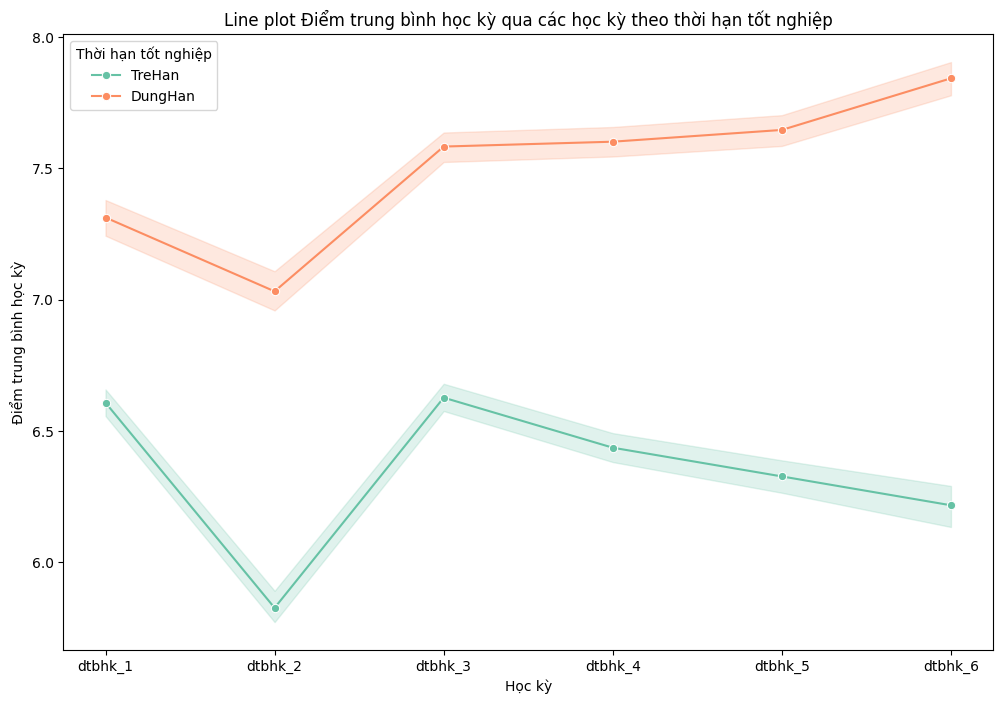 Line plot Điểm trung bình học kỳ qua các học kỳ theo thời hạn tốt nghiệp
8.0
7.5
7.0
6.5
6.0
Điểm trung bình học kỳ
Thời hạn tốt nghiệp
TreHan
DungHan
dtbhk_1 dtbhk_2 dtbhk_3 dtbhk_4 dtbhk_5 dtbhk_6
Học kỳ